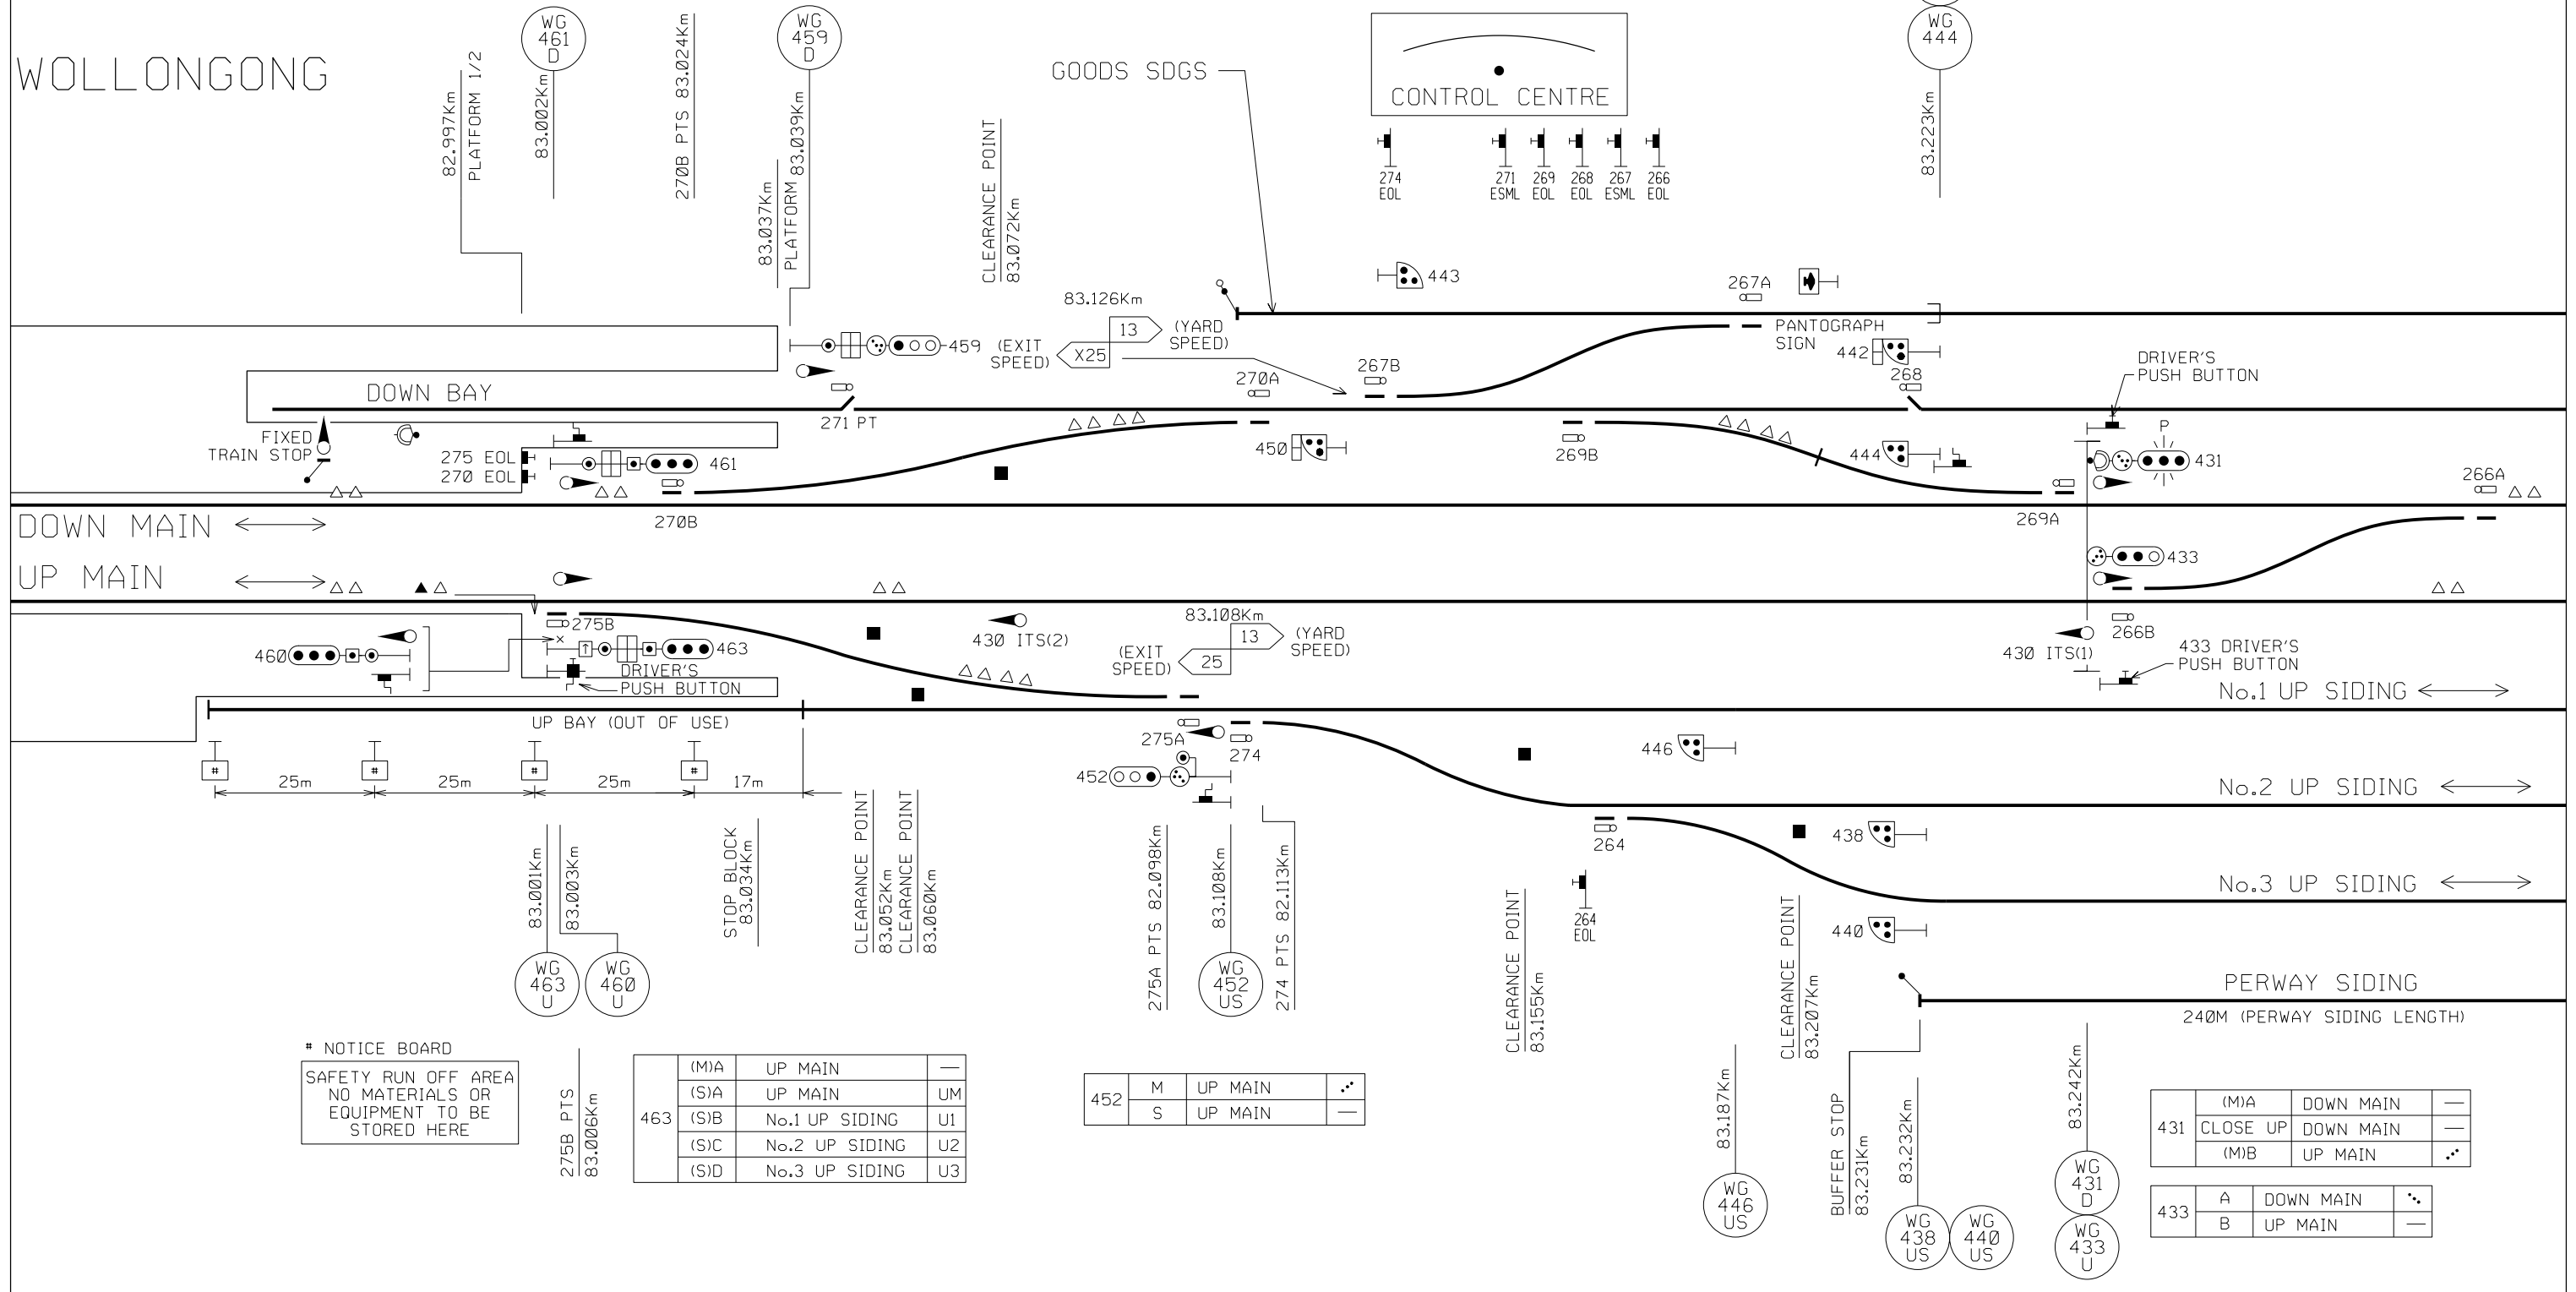 WOLLONGONG
82.997Km
PLATFORM 1/2
WG
461
D
83.002Km
270B PTS 83.024Km
WG
459
D
83.037Km
PLATFORM
83.039Km
CLEARANCE POINT
83.072Km
GOODS SDGS
CONTROL CENTRE
274
EOL
271
ESML
269
EOL
268
EOL
267
ESML
266
EOL
WG
444
83.223Km
443
267A
PANTOGRAPH
SIGN
83.126Km
13
(YARD
SPEED)
(EXIT
SPEED)
X25
459
267B
270A
442
268
DRIVER'S
PUSH BUTTON
DOWN BAY
271 PT
FIXED
TRAIN STOP
275 EOL
270 EOL
461
450
269B
444
P
431
266A
270B
269A
DOWN MAIN
UP MAIN
433
275B
460
463
DRIVER'S
PUSH BUTTON
430 ITS(2)
83.108Km
13
(YARD
SPEED)
(EXIT
SPEED)
25
266B
430 ITS(1)
433 DRIVER'S
PUSH BUTTON
No.1 UP SIDING
UP BAY (OUT OF USE)
275A
274
446
452
#
#
#
#
25m
25m
25m
17m
No.2 UP SIDING
438
264
No.3 UP SIDING
264
EOL
440
83.001Km
83.003Km
STOP BLOCK
83.034Km
CLEARANCE POINT
83.052Km
CLEARANCE POINT
83.060Km
275A PTS 82.098Km
83.108Km
274 PTS 82.113Km
CLEARANCE POINT
83.155Km
CLEARANCE POINT
83.207Km
WG
463
U
WG
460
U
WG
452
US
PERWAY SIDING
240M (PERWAY SIDING LENGTH)
# NOTICE BOARD
SAFETY RUN OFF AREA
NO MATERIALS OR
EQUIPMENT TO BE
STORED HERE
275B PTS
83.006Km
463
(M)A UP MAIN
(S)A UP MAIN UM
(S)B No.1 UP SIDING U1
(S)C No.2 UP SIDING U2
(S)D No.3 UP SIDING U3
452
M UP MAIN
S UP MAIN
83.187Km
WG
446
US
BUFFER STOP
83.231Km
83.232Km
WG
438
US
WG
440
US
83.242Km
WG
431
D
WG
433
U
431
(M)A DOWN MAIN
CLOSE UP DOWN MAIN
(M)B UP MAIN
433
A DOWN MAIN
B UP MAIN